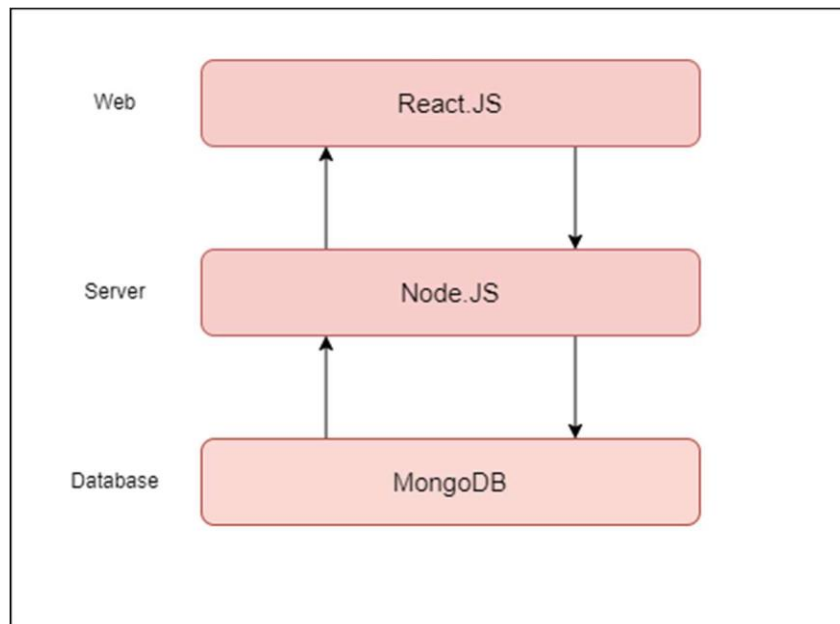 Web
React.JS
Server
Node.JS
Database
MongoDB